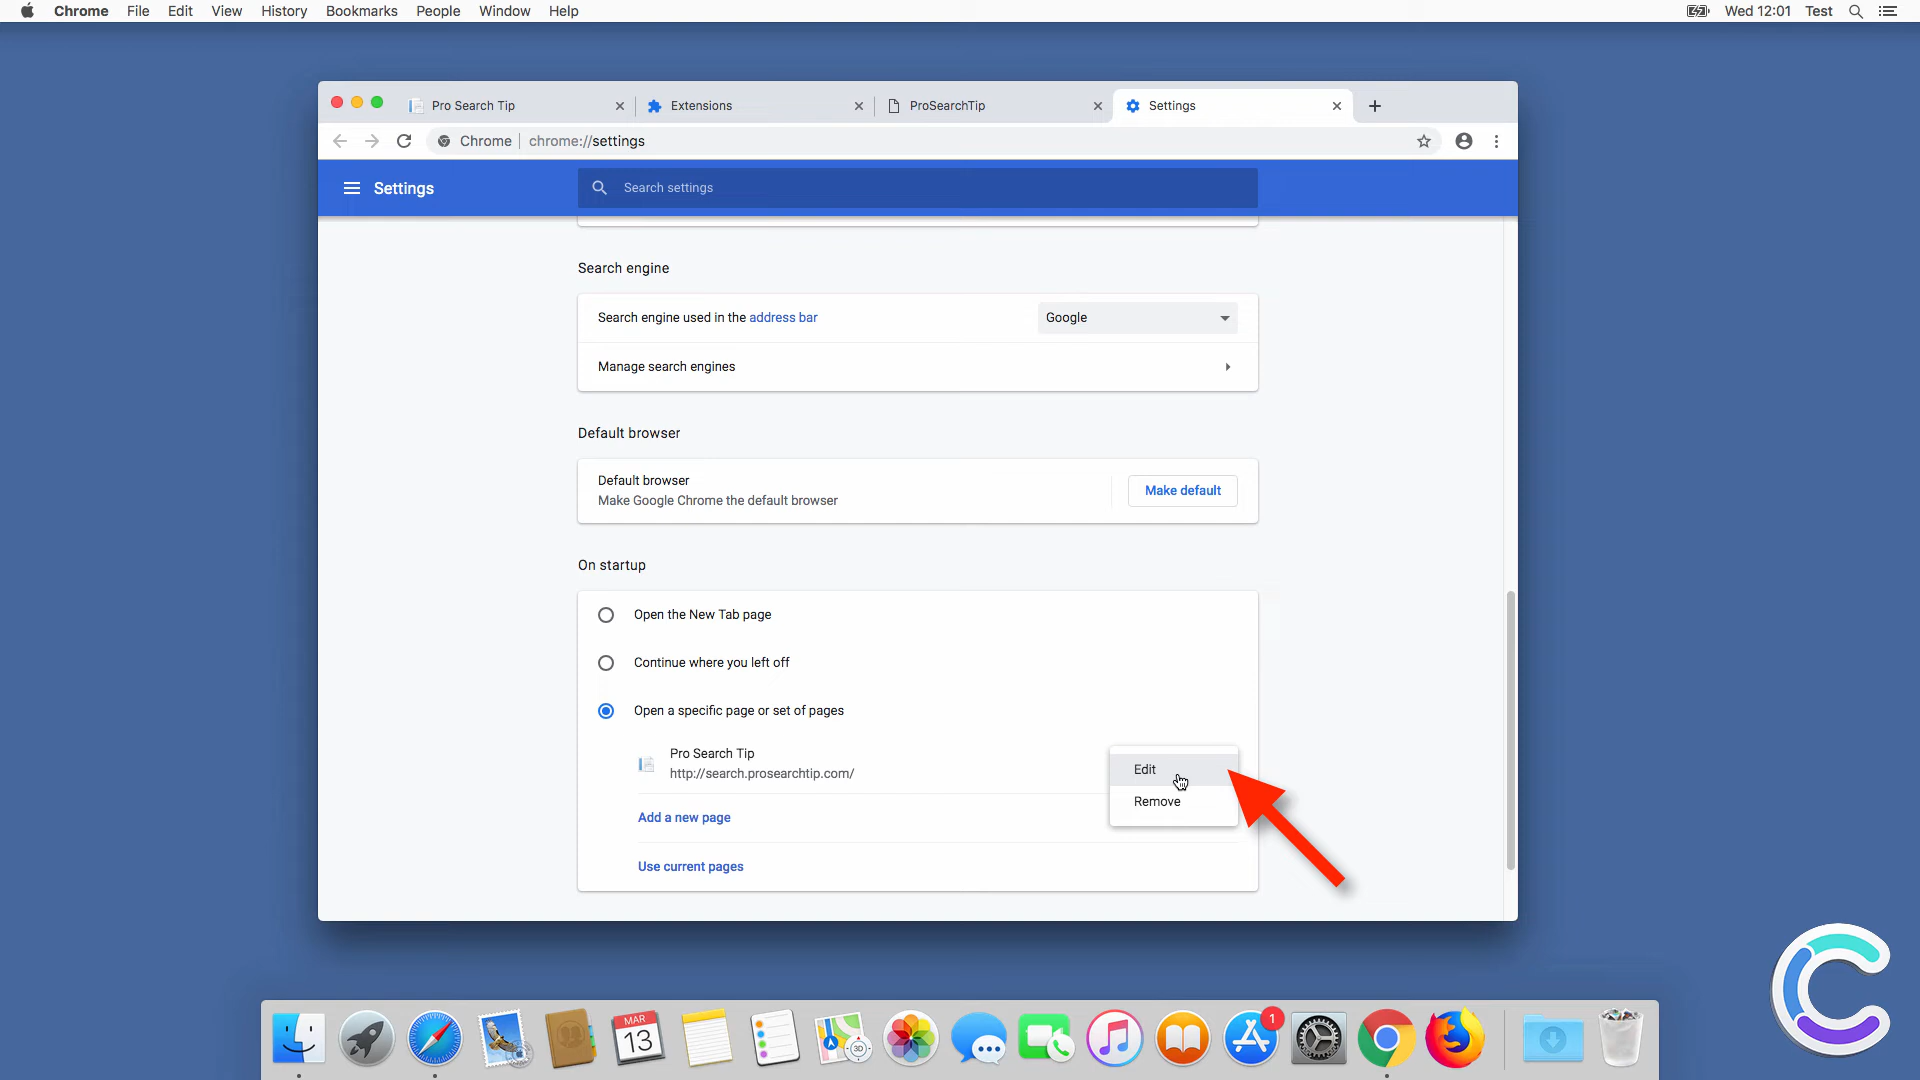 Chrome File Edit View History Bookmarks People Window Help Wed 12:01 Test
Pro Search Tip Extensions ProSearchTip Settings
Chrome chrome://settings
Settings Search settings
Search engine
Search engine used in the address bar Google
Manage search engines
Default browser
Default browser
Make Google Chrome the default browser
Make default
On startup
Open the New Tab page
Continue where you left off
Open a specific page or set of pages
Pro Search Tip
http://search.prosearchtip.com/
Edit
Remove
Add a new page
Use current pages
MAR
13
3D
1